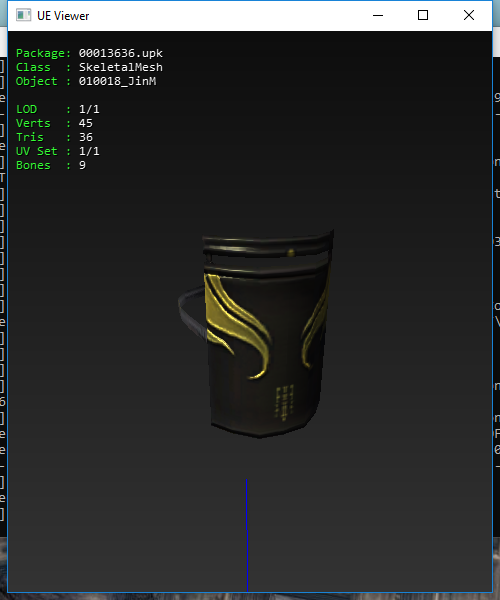 UE Viewer
Package: 00013636.upk
Class  : SkeletalMesh
Object : 010018_JinM
LOD    : 1/1
Verts  : 45
Tris   : 36
UV Set : 1/1
Bones  : 9